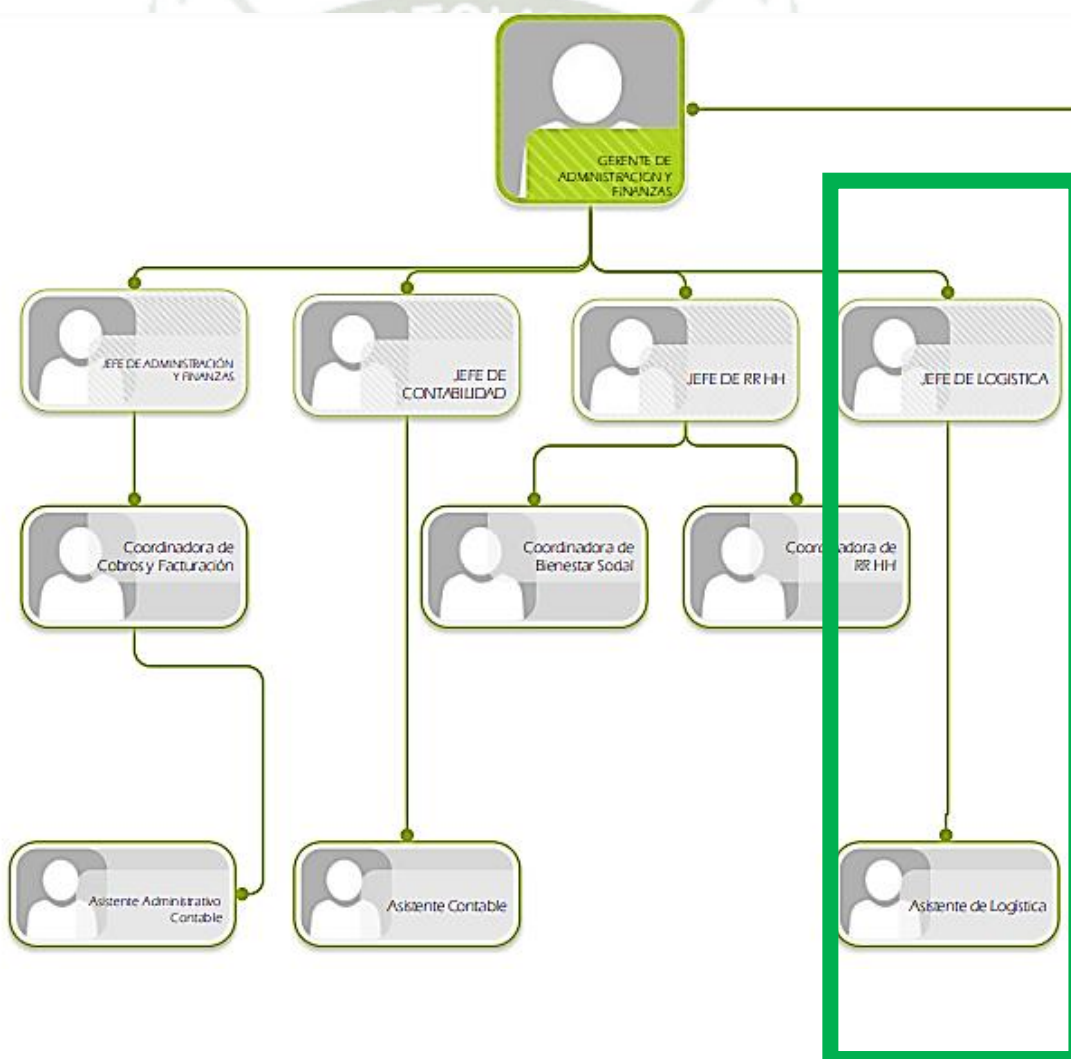 GERENTE DE
ADMINISTRACION Y
FINANZAS
JEFE DE ADMINISTRACIÓN
Y FINANZAS
JEFE DE
CONTABILIDAD
JEFE DE RR HH
JEFE DE LOGISTICA
Coordinadora de
Cobros y Facturación
Coordinadora de
Bienestar Social
Coordinadora de
RR HH
Asistente Administrativo
Contable
Asistente Contable
Asistente de Logística